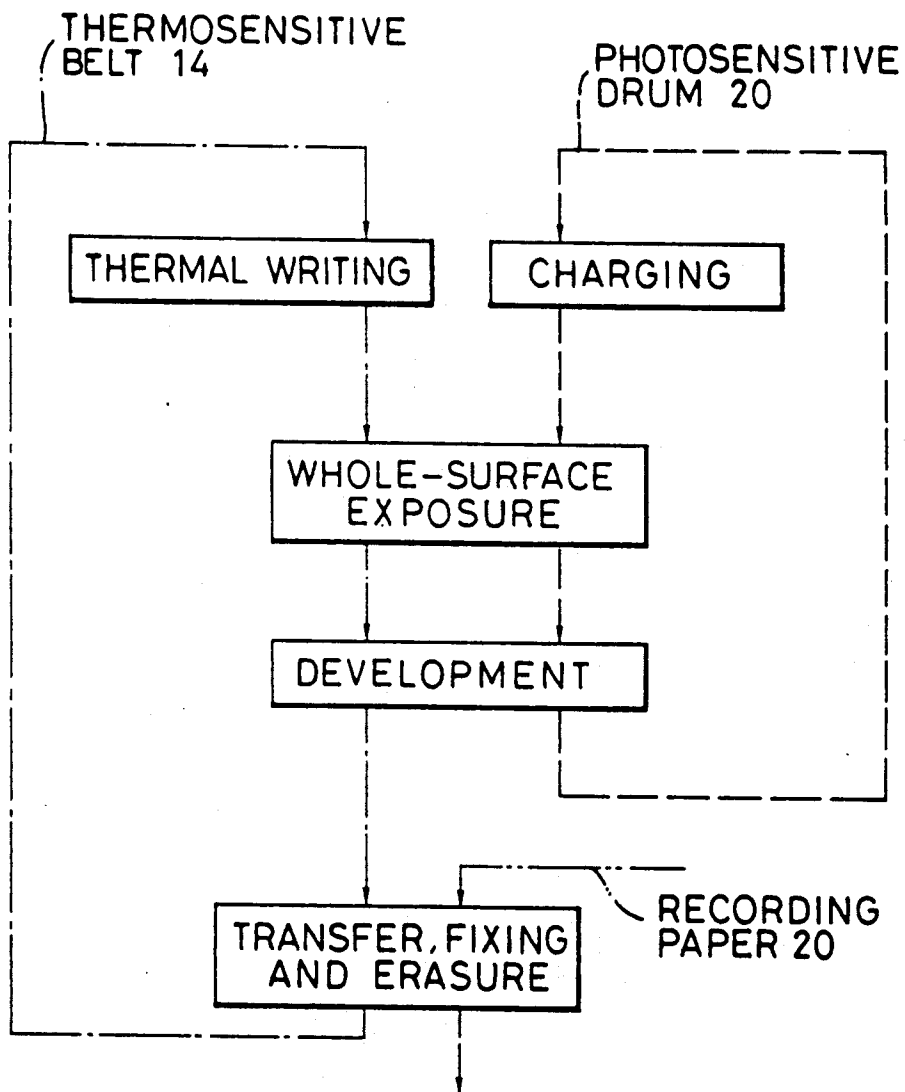 THERMOSENSITIVE
BELT 14
PHOTOSENSITIVE
DRUM 20
THERMAL WRITING
CHARGING
WHOLE-SURFACE
EXPOSURE
DEVELOPMENT
RECORDING
PAPER 20
TRANSFER, FIXING
AND ERASURE